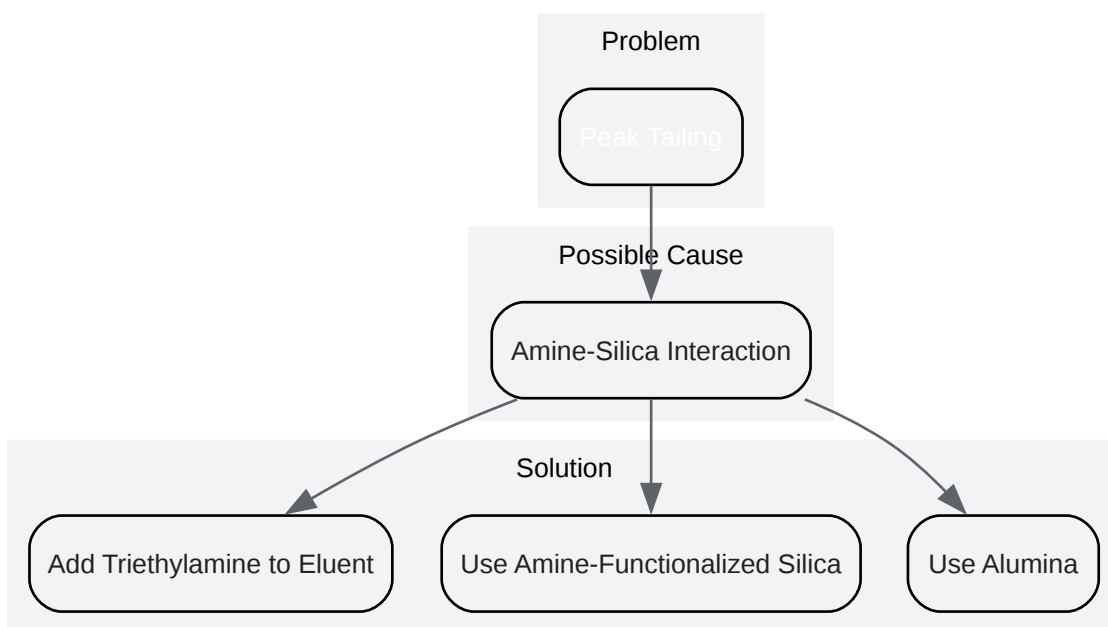 Problem
Peak Tailing
Possible Cause
Amine-Silica Interaction
Solution
Add Triethylamine to Eluent
Use Amine-Functionalized Silica
Use Alumina